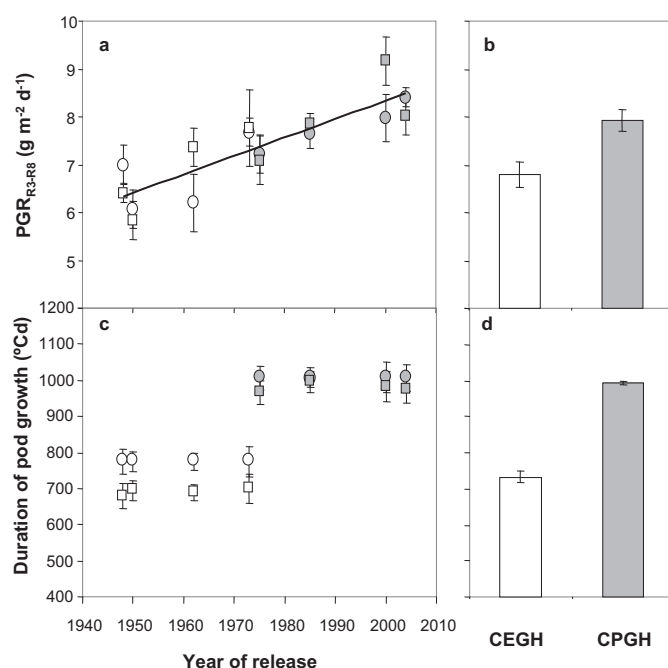 a
b
10
9
8
7
6
5
PGR_R3-R8 (g m⁻² d⁻¹)
1200
c
d
1100
1000
900
800
700
600
500
400
Duration of pod growth (ºCd)
1940 1950 1960 1970 1980 1990 2000 2010
CEGH CPGH
Year of release